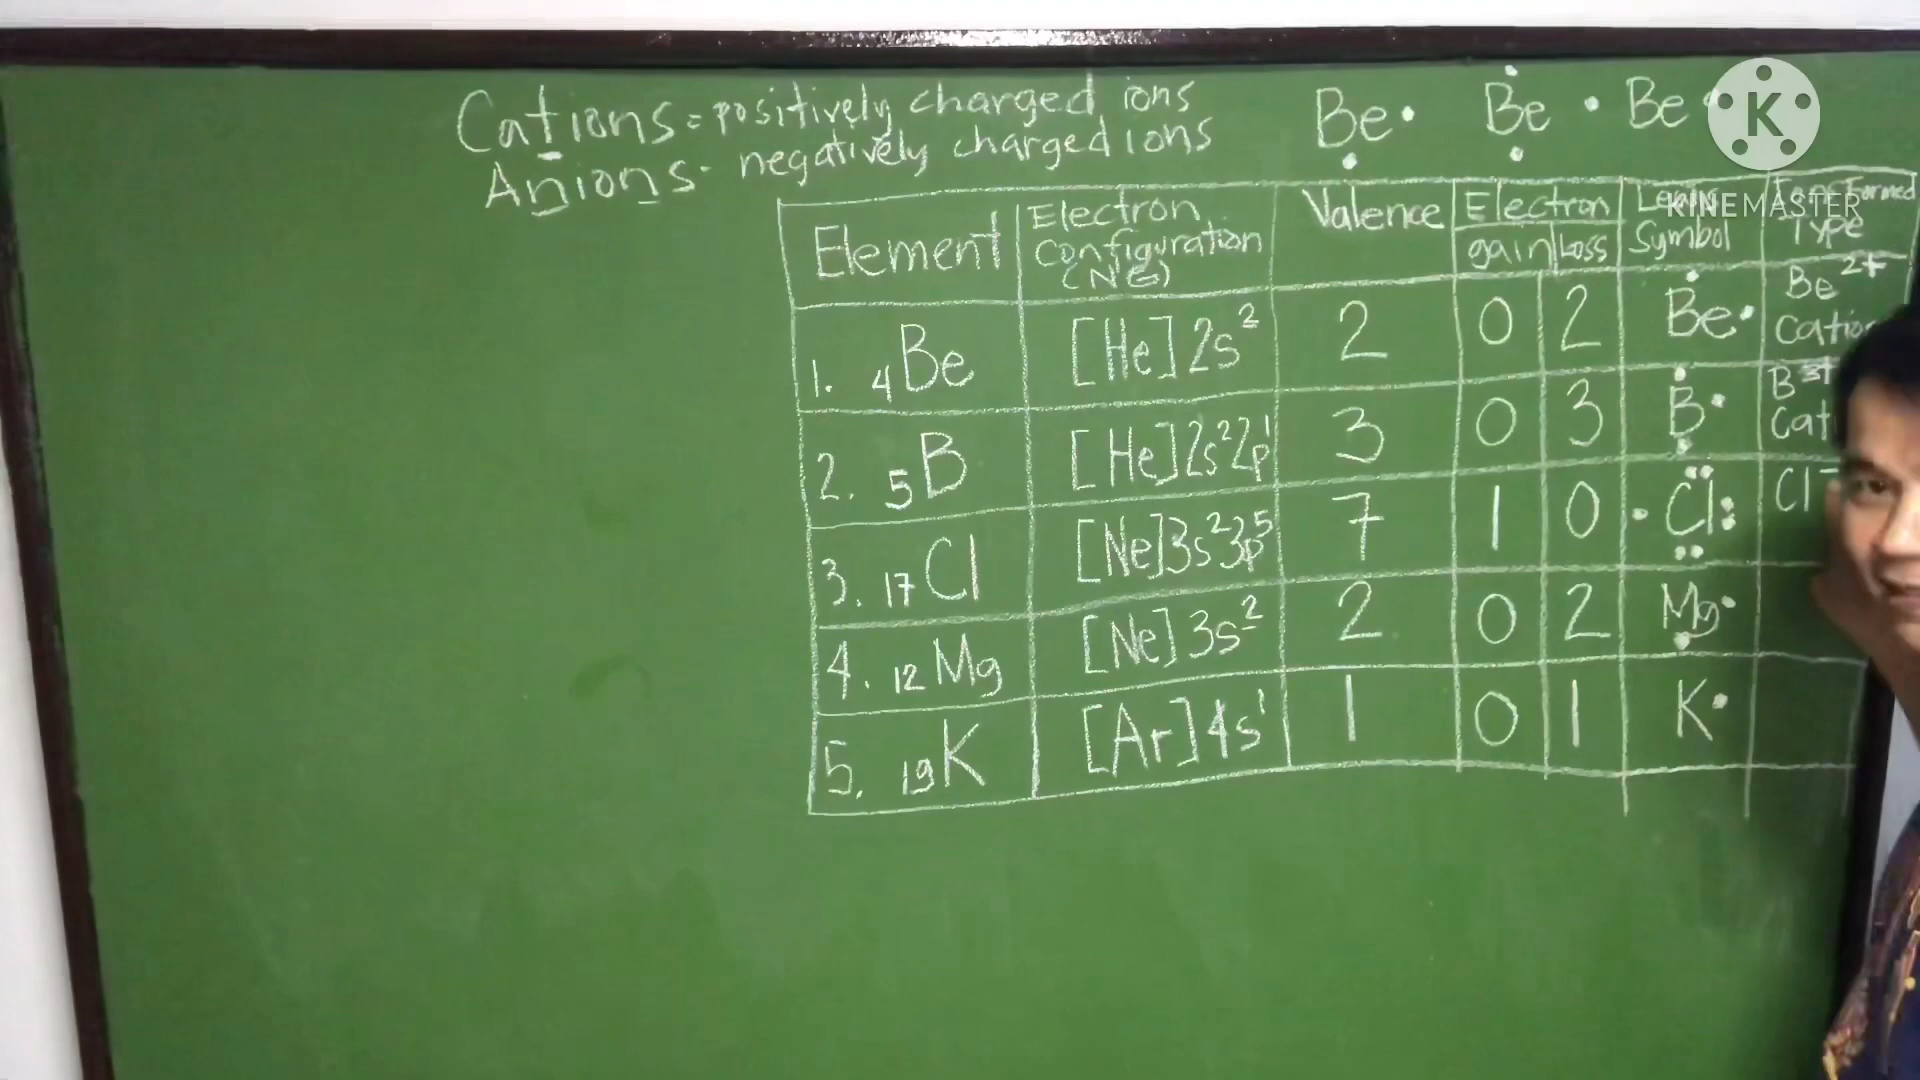 Cations = positively charged ions
Anions - negatively charged ions
Be Be Be
K
KINEMASTER
Element
Electron Configuration (NG)
Valence
Electron
gain Loss
Lewis Symbol
Ions Formed
Type
1. 4Be [He]2s² 2 0 2 Be Be²⁺ Cation
2. 5B [He]2s²2p¹ 3 0 3 B B³⁺ Cat
3. 17Cl [Ne]3s²3p⁵ 7 1 0 Cl Cl⁻
4. 12Mg [Ne]3s² 2 0 2 Mg
5. 19K [Ar]4s¹ 1 0 1 K